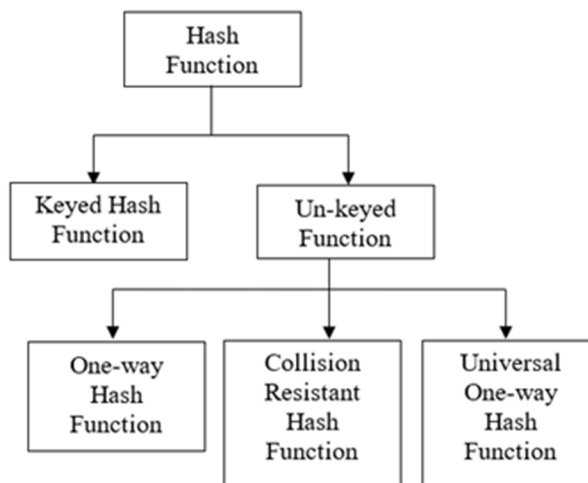 Hash
Function
Keyed Hash
Function
Un-keyed
Function
One-way
Hash
Function
Collision
Resistant
Hash
Function
Universal
One-way
Hash
Function